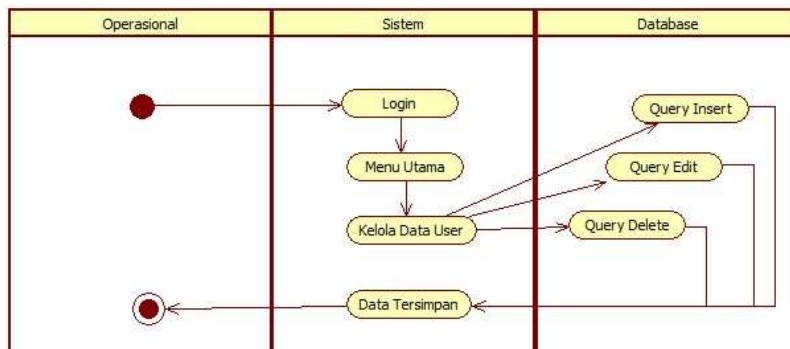 Operasional
Sistem
Database
Login
Query Insert
Menu Utama
Query Edit
Kelola Data User
Query Delete
Data Tersimpan